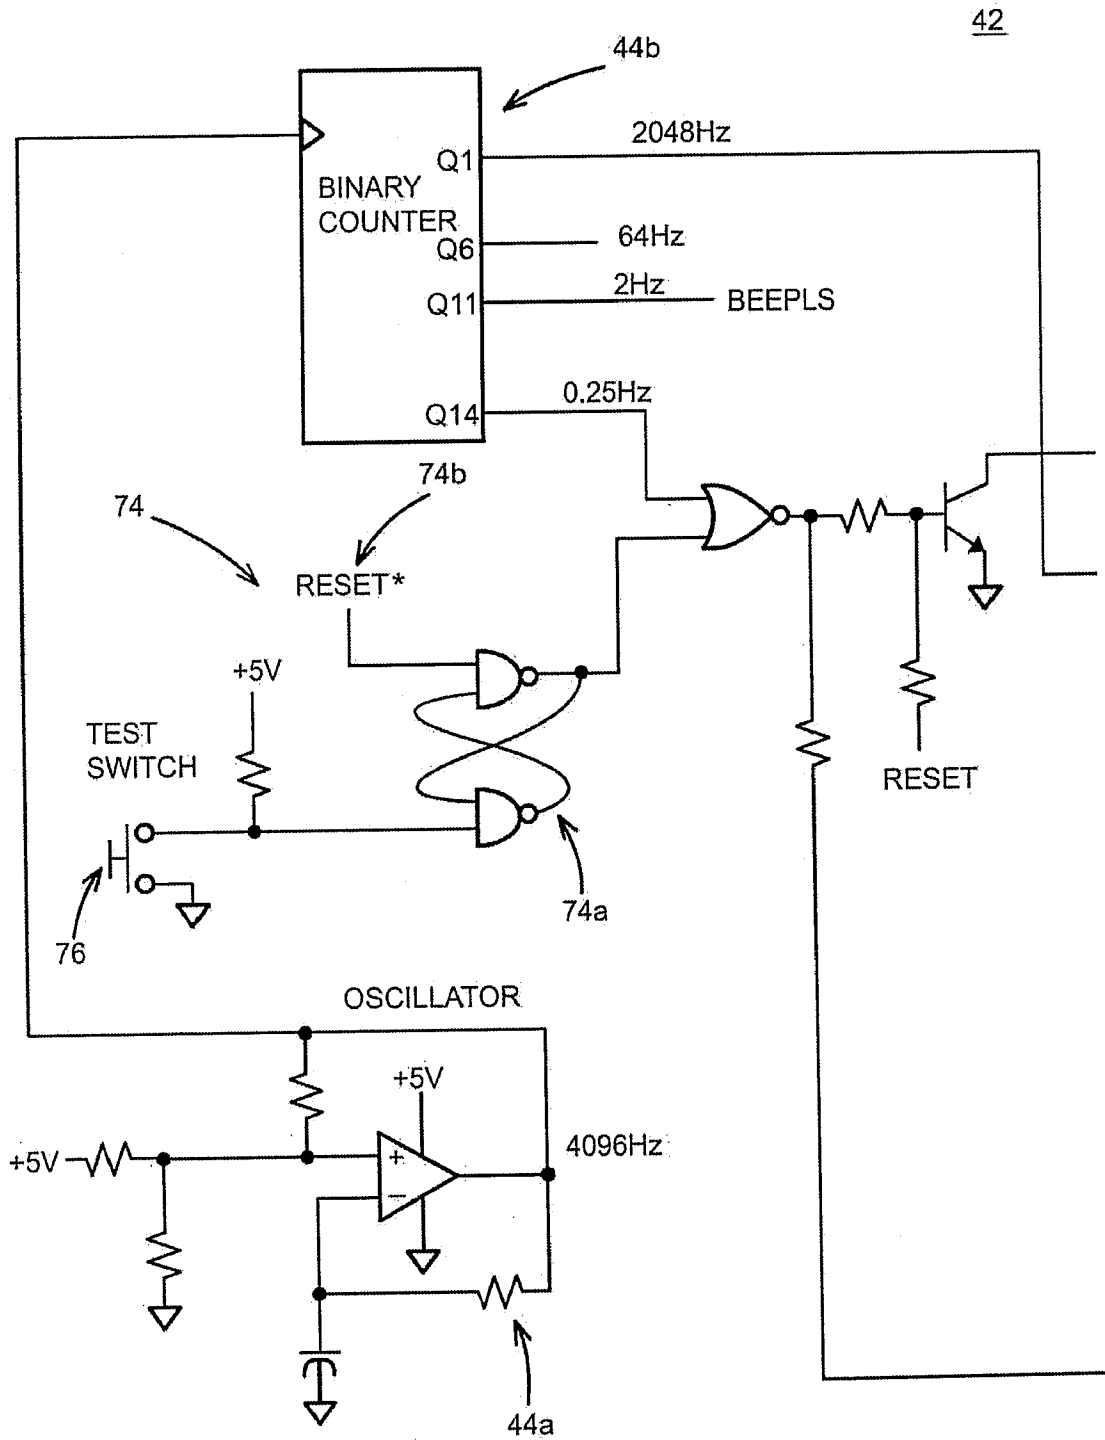 42
44b
2048Hz
Q1
BINARY
COUNTER
Q6
64Hz
2Hz
Q11
BEEPLS
0.25Hz
Q14
74b
74
RESET*
+5V
TEST
SWITCH
RESET
74a
76
OSCILLATOR
+5V
4096Hz
+5V
+
−
44a